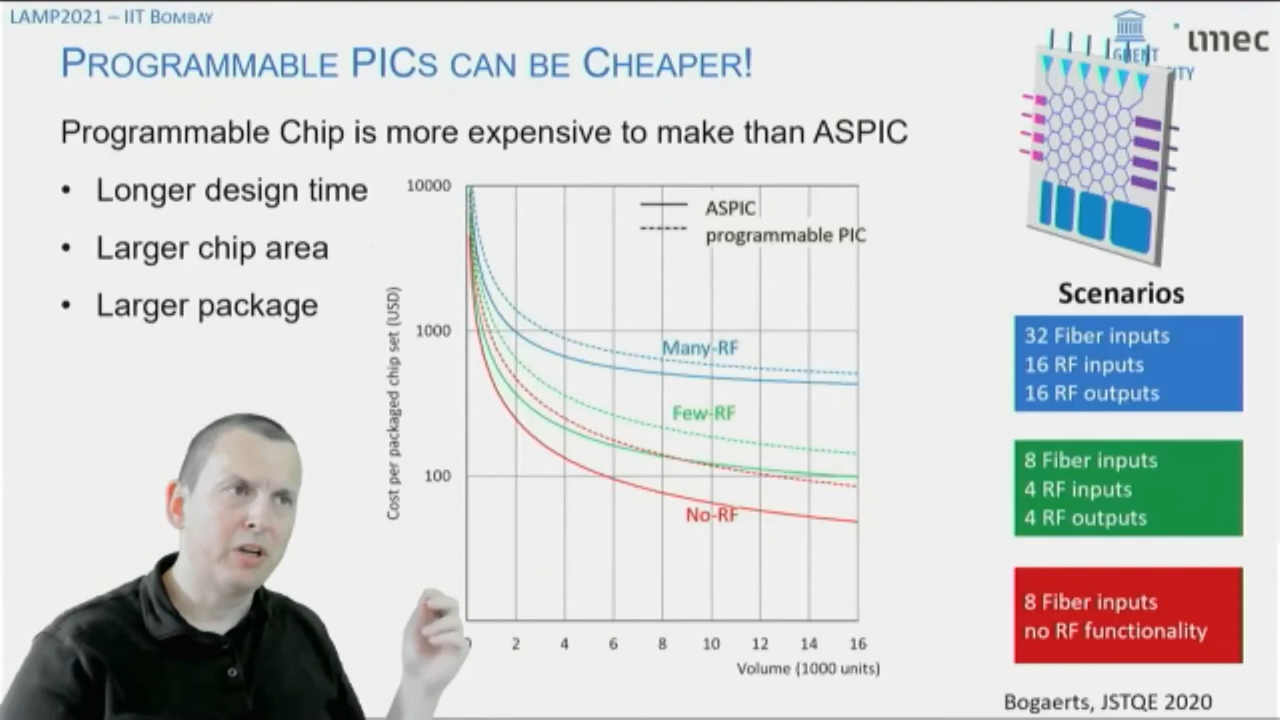 LAMP2021 – IIT BOMBAY
PROGRAMMABLE PICS CAN BE CHEAPER!
imec
GHENT
ITY
Programmable Chip is more expensive to make than ASPIC
• Longer design time
• Larger chip area
• Larger package
10000
1000
100
Cost per packaged chip set (USD)
ASPIC
programmable PIC
Many-RF
Few-RF
No-RF
2 4 6 8 10 12 14 16
Volume (1000 units)
Scenarios
32 Fiber inputs
16 RF inputs
16 RF outputs
8 Fiber inputs
4 RF inputs
4 RF outputs
8 Fiber inputs
no RF functionality
Bogaerts, JSTQE 2020